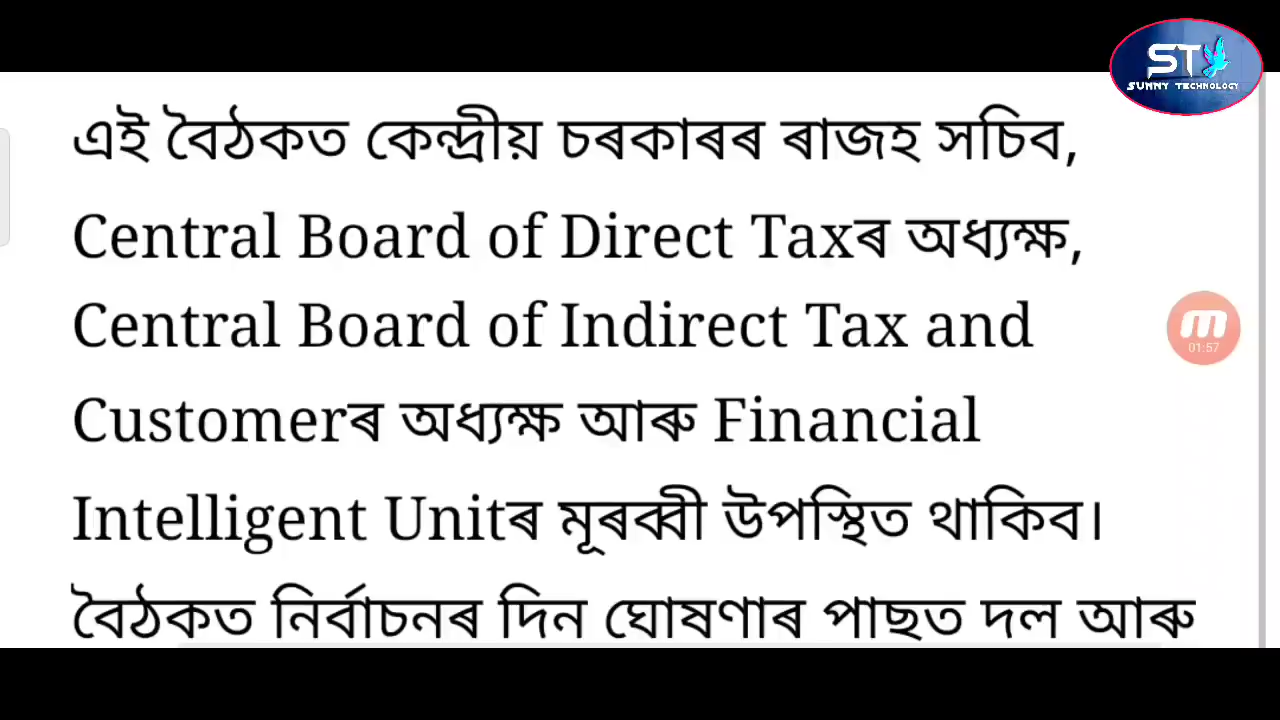 ST
SUNNY TECHNOLOGY
এই বৈঠকত কেন্দ্ৰীয় চৰকাৰৰ ৰাজহ সচিব,
Central Board of Direct Taxৰ অধ্যক্ষ,
Central Board of Indirect Tax and
01:57
Customerৰ অধ্যক্ষ আৰু Financial
Intelligent Unitৰ মূৰব্বী উপস্থিত থাকিব।
বৈঠকত নিৰ্বাচনৰ দিন ঘোষণাৰ পাছত দল আৰু